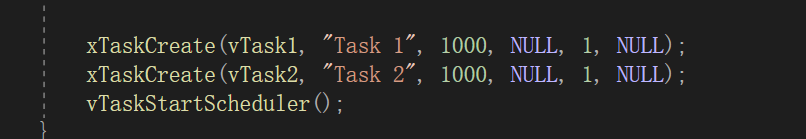 xTaskCreate(vTask1, "Task 1", 1000, NULL, 1, NULL);
xTaskCreate(vTask2, "Task 2", 1000, NULL, 1, NULL);
vTaskStartScheduler();
}